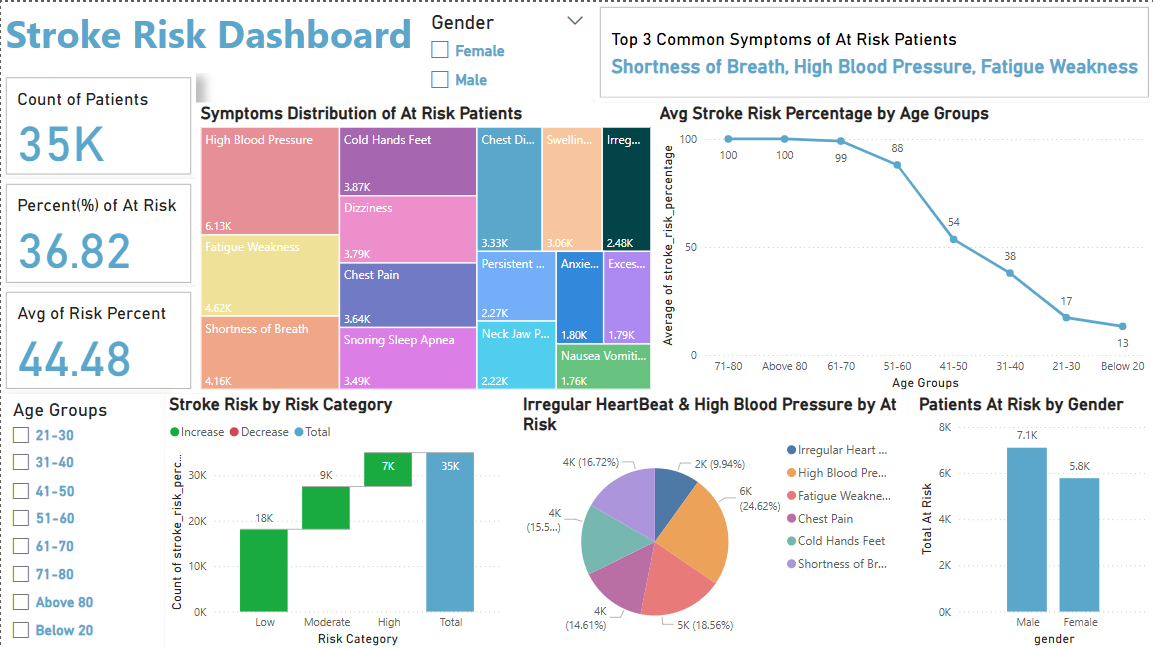 Stroke Risk Dashboard
Gender
Female
Male
Top 3 Common Symptoms of At Risk Patients
Shortness of Breath, High Blood Pressure, Fatigue Weakness
Count of Patients
35K
Percent(%) of At Risk
36.82
Avg of Risk Percent
44.48
Symptoms Distribution of At Risk Patients
High Blood Pressure
6.13K
Fatigue Weakness
4.62K
Shortness of Breath
4.16K
Cold Hands Feet
3.87K
Dizziness
3.79K
Chest Pain
3.64K
Snoring Sleep Apnea
3.49K
Chest Di...
3.33K
Swellin...
3.06K
Irreg...
2.48K
Persistent ...
2.27K
Neck Jaw P...
2.22K
Anxie...
1.80K
Exces...
1.79K
Nausea Vomiti...
1.76K
Avg Stroke Risk Percentage by Age Groups
Average of stroke_risk_percentage
100
50
0
100
100
99
88
54
38
17
13
71-80
Above 80
61-70
51-60
41-50
31-40
21-30
Below 20
Age Groups
Age Groups
21-30
31-40
41-50
51-60
61-70
71-80
Above 80
Below 20
Stroke Risk by Risk Category
Increase
Decrease
Total
Count of stroke_risk_perc...
30K
20K
10K
0K
18K
9K
7K
35K
Low
Moderate
High
Total
Risk Category
Irregular HeartBeat & High Blood Pressure by At
Risk
2K (9.94%)
6K
(24.62%)
5K (18.56%)
4K
(14.61%)
4K
(15.5...)
4K (16.72%)
Irregular Heart ...
High Blood Pre...
Fatigue Weakne...
Chest Pain
Cold Hands Feet
Shortness of Br...
Patients At Risk by Gender
Total At Risk
8K
6K
4K
2K
0K
7.1K
5.8K
Male
Female
gender